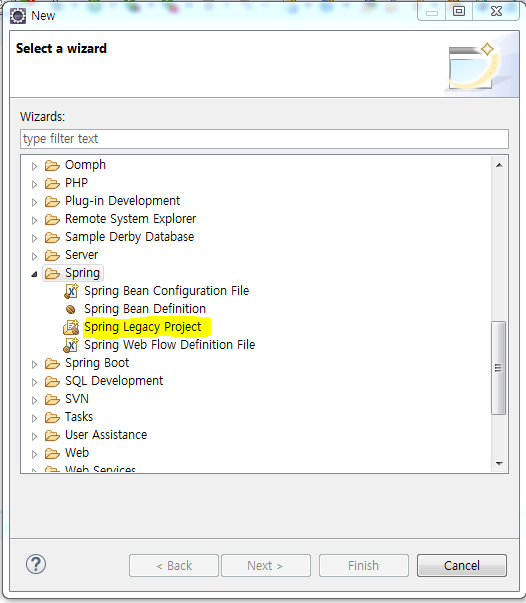 New
Select a wizard
Wizards:
type filter text
Oomph
PHP
Plug-in Development
Remote System Explorer
Sample Derby Database
Server
Spring
Spring Bean Configuration File
Spring Bean Definition
Spring Legacy Project
Spring Web Flow Definition File
Spring Boot
SQL Development
SVN
Tasks
User Assistance
Web
Web Services
?
< Back Next > Finish Cancel